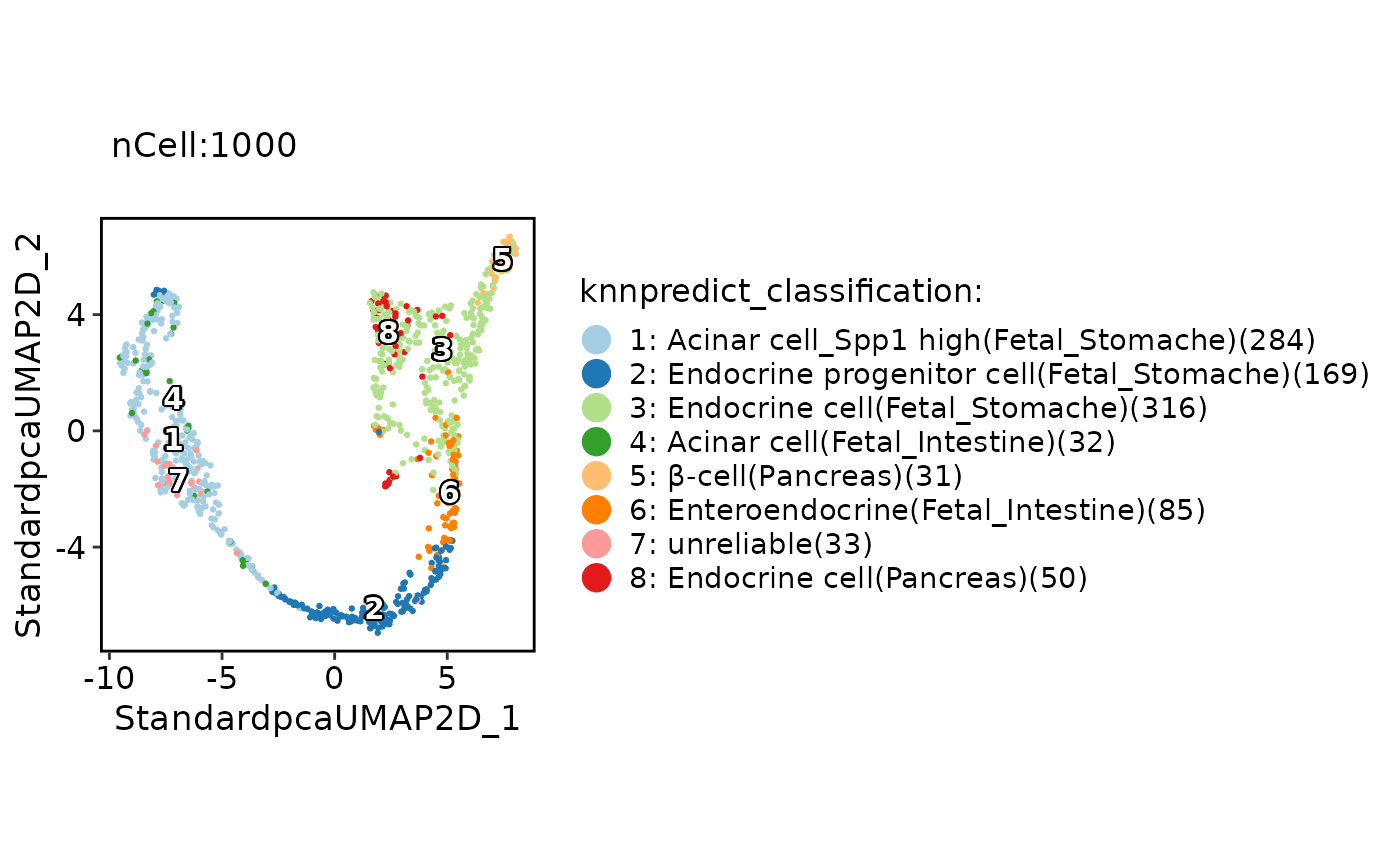 nCell:1000
StandardpcaUMAP2D_2
4
0
-4
-10 -5 0 5
StandardpcaUMAP2D_1
5
8
3
4
1
7
6
2
knnpredict_classification:
1: Acinar cell_Spp1 high(Fetal_Stomache)(284)
2: Endocrine progenitor cell(Fetal_Stomache)(169)
3: Endocrine cell(Fetal_Stomache)(316)
4: Acinar cell(Fetal_Intestine)(32)
5: β-cell(Pancreas)(31)
6: Enteroendocrine(Fetal_Intestine)(85)
7: unreliable(33)
8: Endocrine cell(Pancreas)(50)